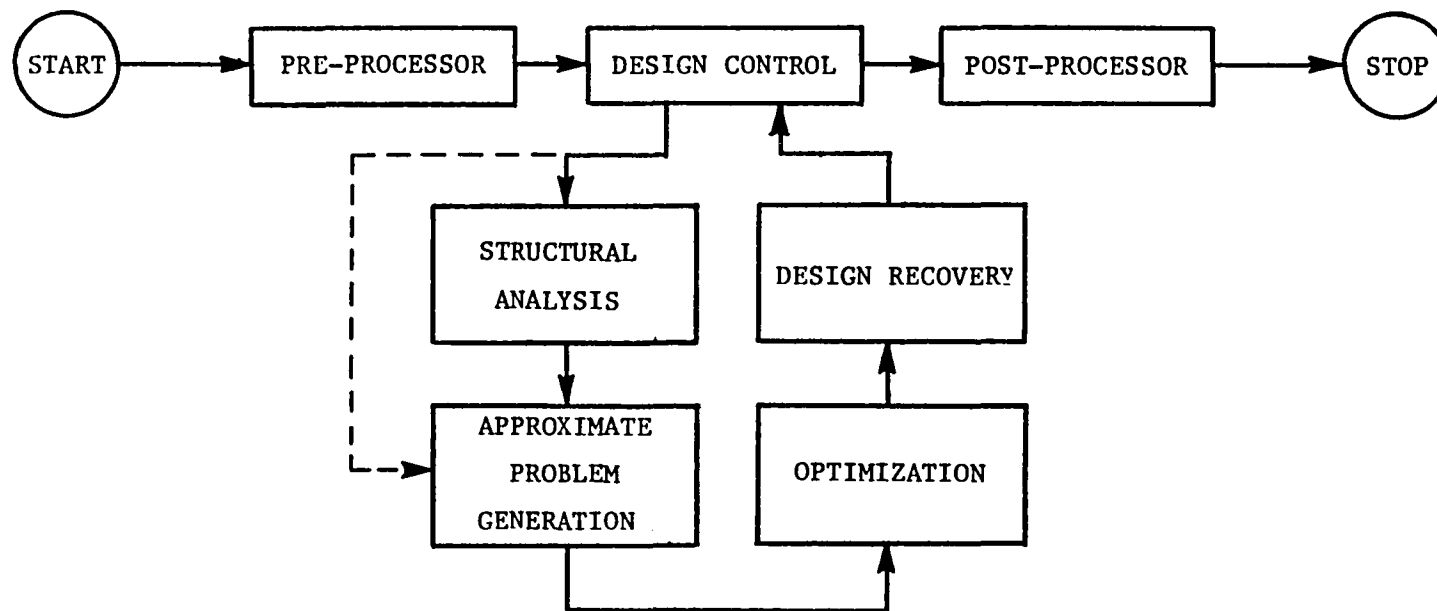 START
PRE-PROCESSOR
DESIGN CONTROL
POST-PROCESSOR
STOP
STRUCTURAL
ANALYSIS
DESIGN RECOVERY
APPROXIMATE
PROBLEM
GENERATION
OPTIMIZATION